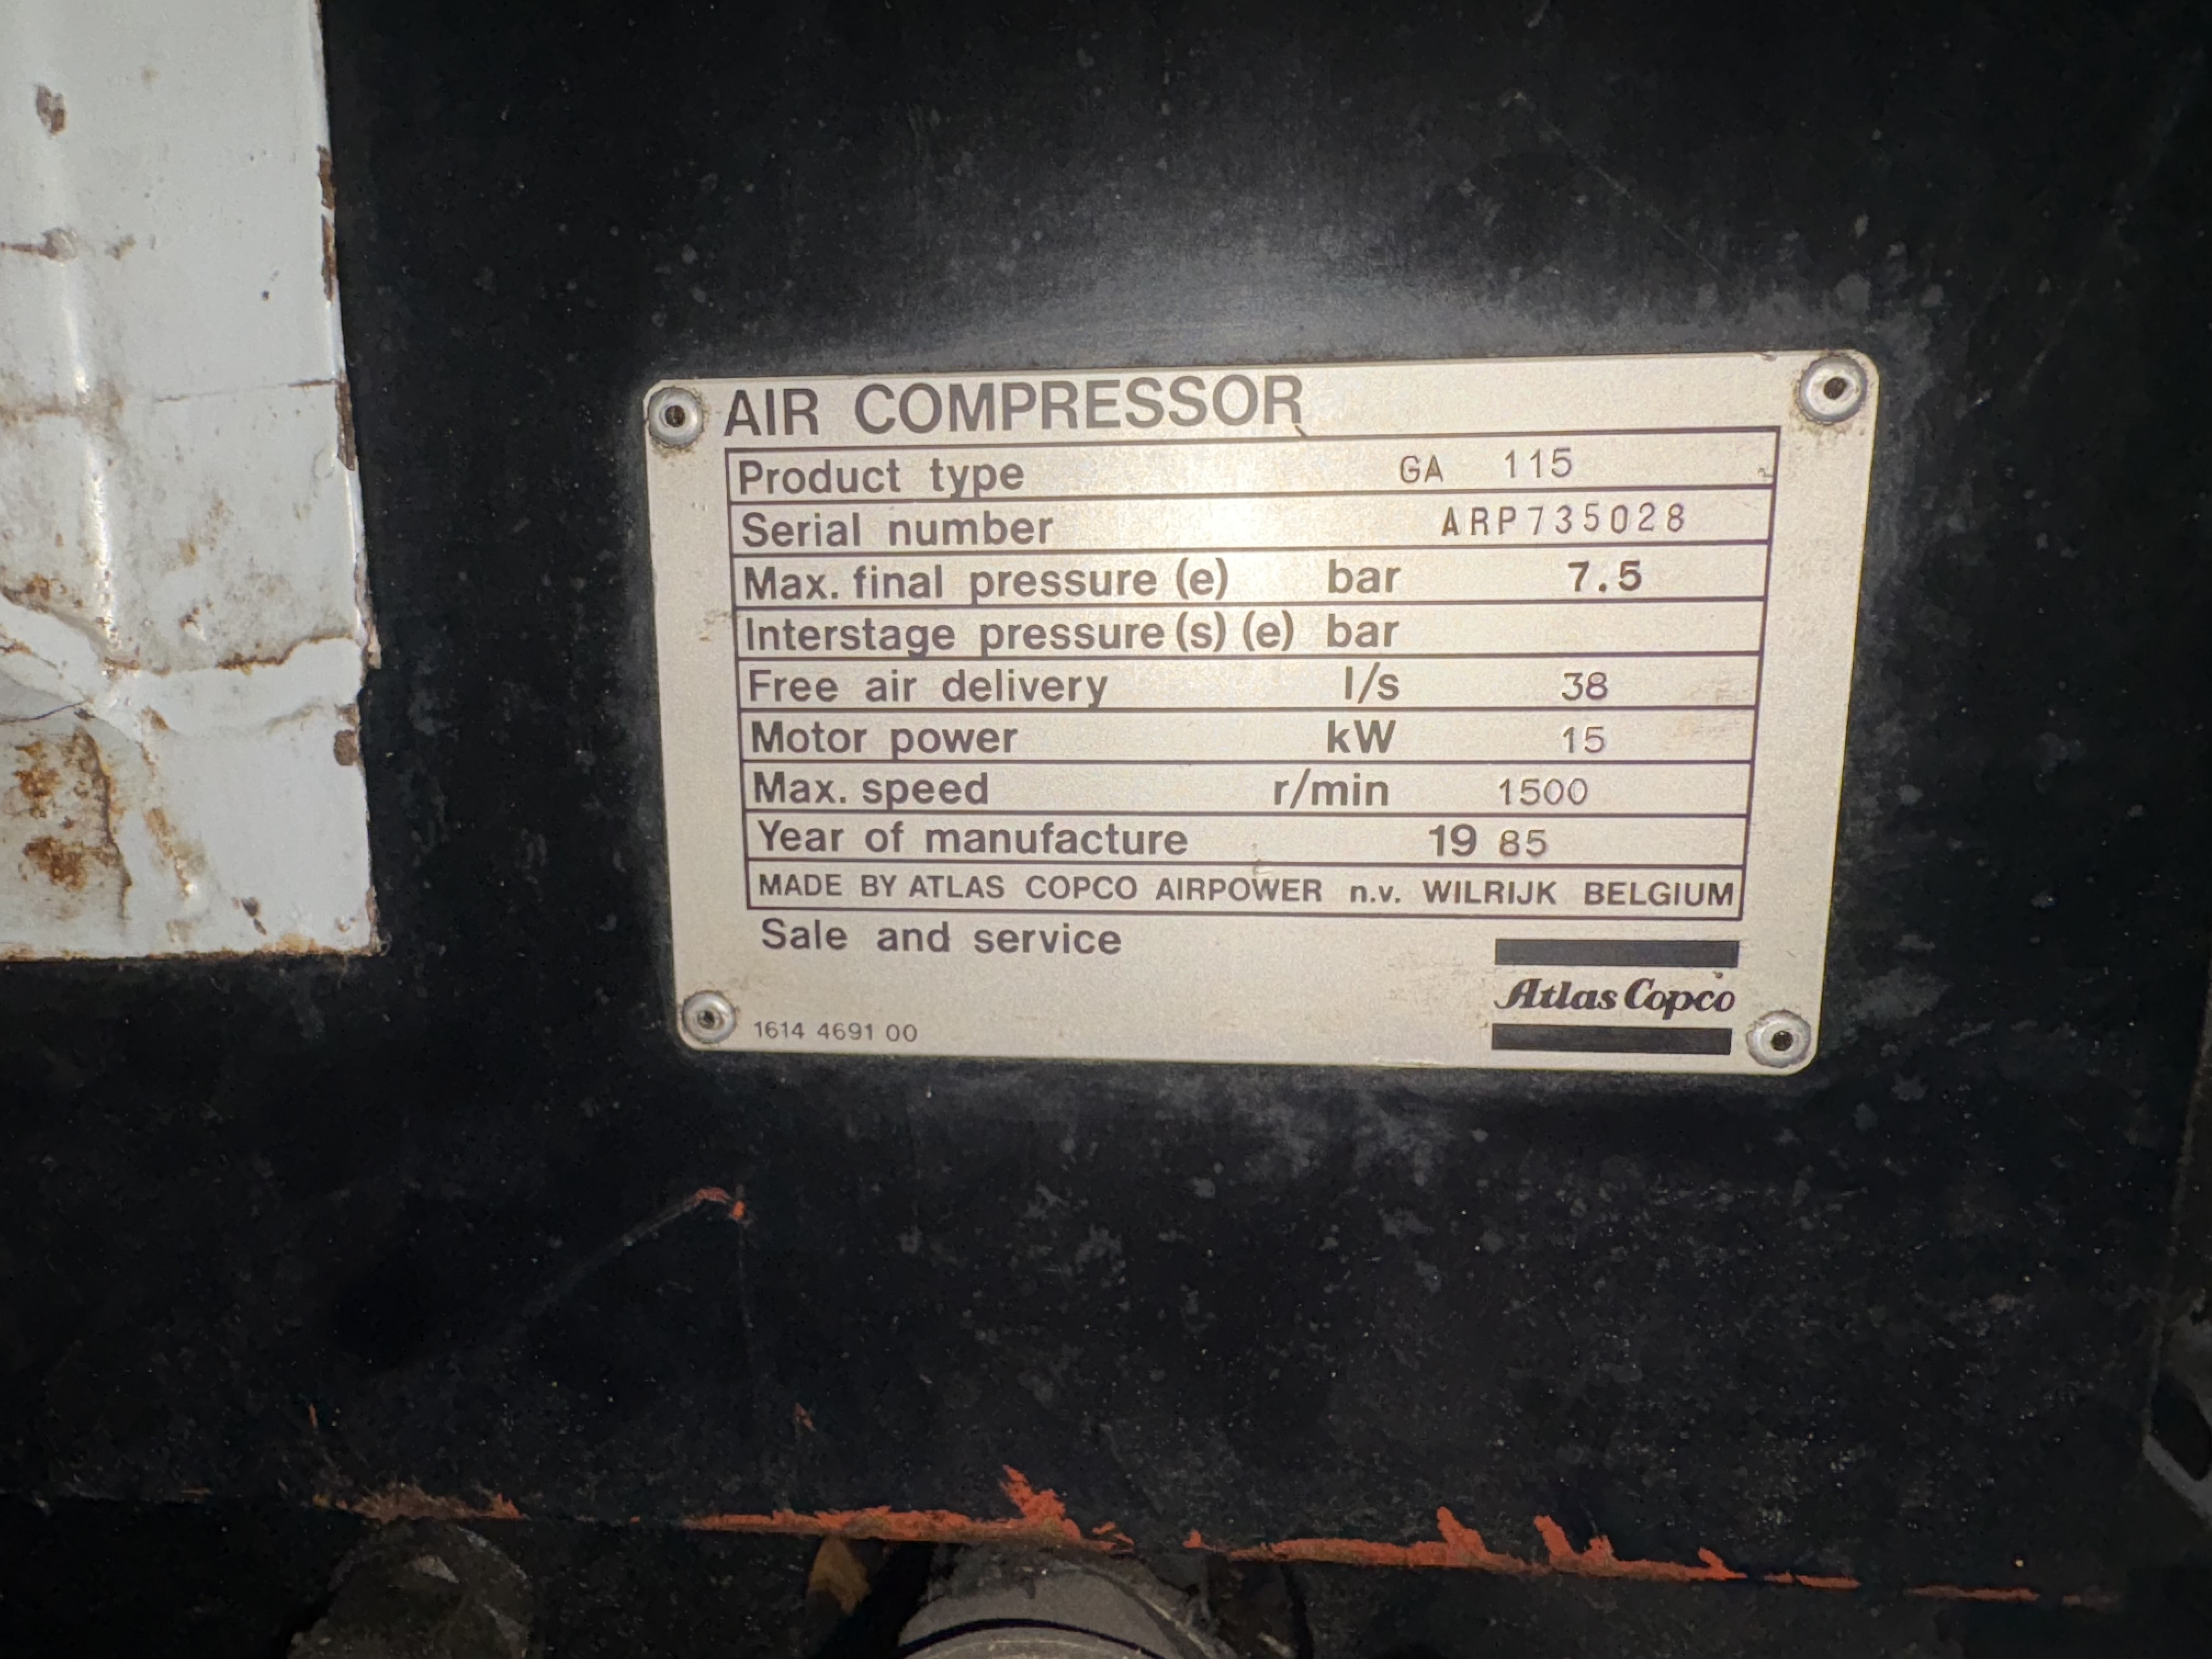 AIR COMPRESSOR
Product type GA 115
Serial number ARP735028
Max. final pressure (e) bar 7.5
Interstage pressure (s) (e) bar
Free air delivery l/s 38
Motor power kW 15
Max. speed r/min 1500
Year of manufacture 19 85
MADE BY ATLAS COPCO AIRPOWER n.v. WILRIJK BELGIUM
Sale and service
Atlas Copco
1614 4691 00